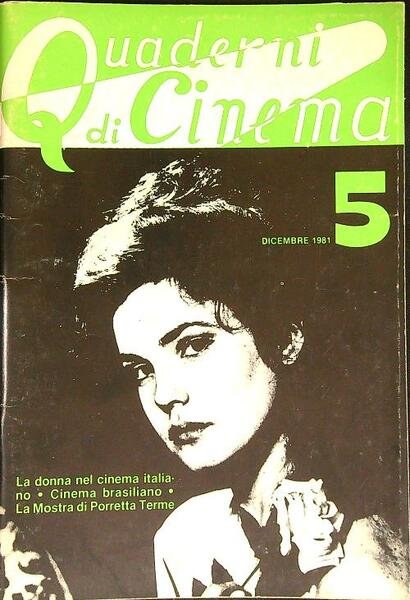 Quaderni
di Cinema
5
DICEMBRE 1981
La donna nel cinema italia-
no • Cinema brasiliano •
La Mostra di Porretta Terme